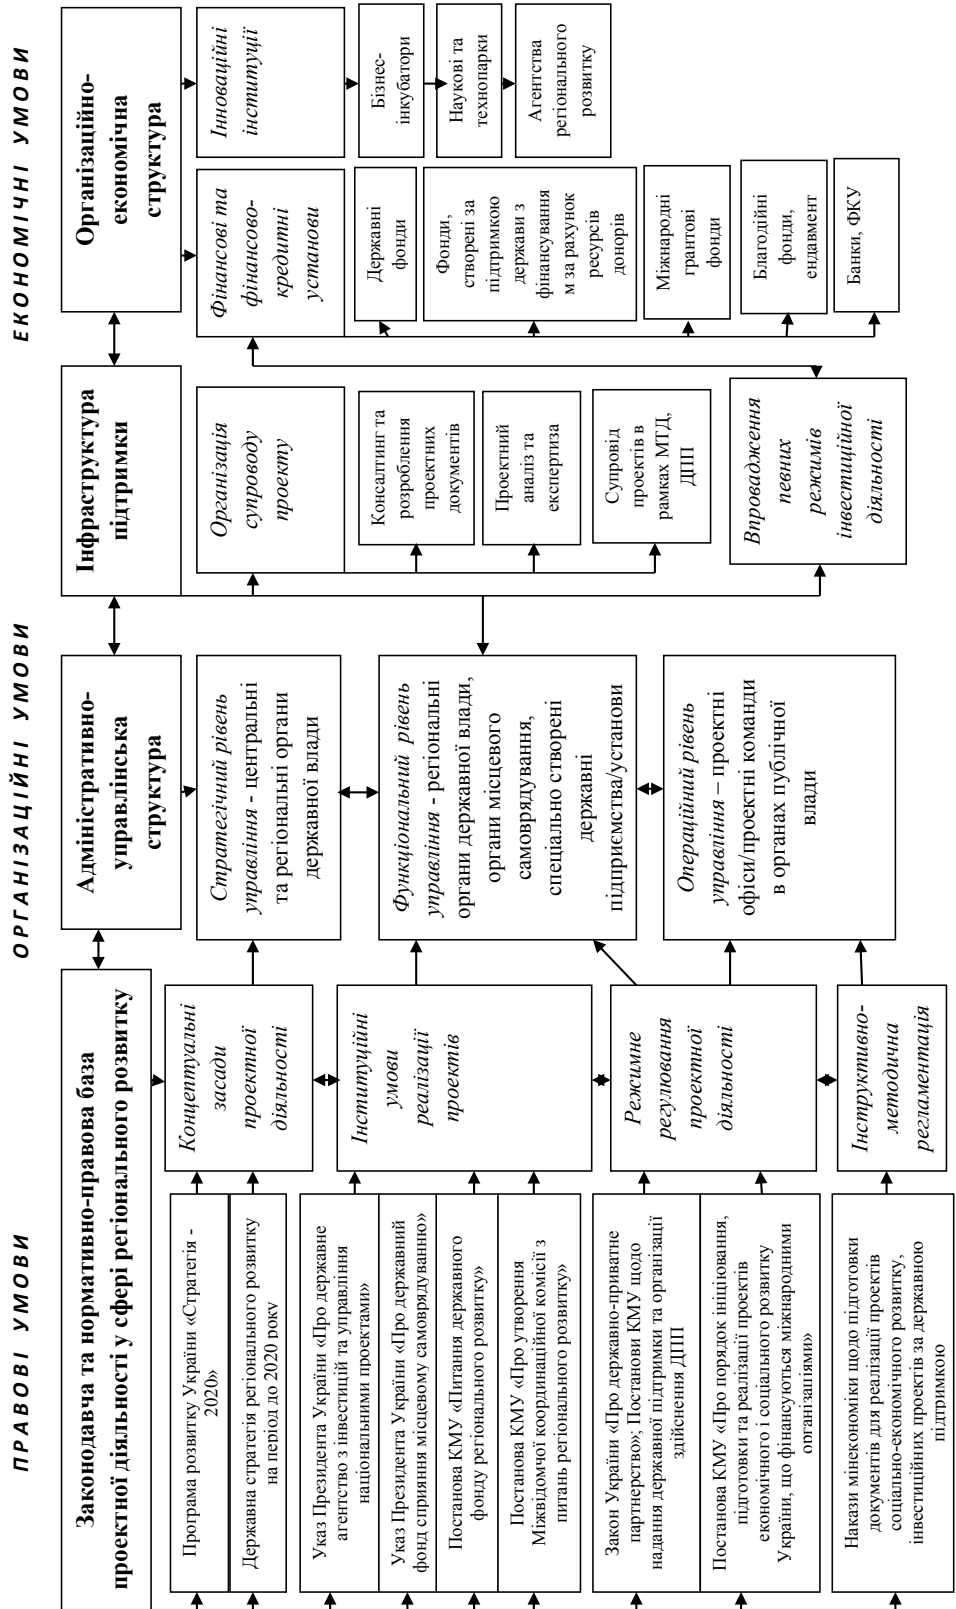 ПРАВОВІ УМОВИ
ОРГАНІЗАЦІЙНІ УМОВИ
ЕКОНОМІЧНІ УМОВИ
Законодавча та нормативно-правова база
проектної діяльності у сфері регіонального розвитку
Адміністративно-
управлінська
структура
Інфраструктура
підтримки
Організаційно-
економічна
структура
Програма розвитку України «Стратегія -
2020»
Державна стратегія регіонального розвитку
на період до 2020 року
Указ Президента України «Про державне
агентство з інвестицій та управління
національними проектами»
Указ Президента України «Про державний
фонд сприяння місцевому самоврядуванню»
Постанова КМУ «Питання державного
фонду регіонального розвитку»
Постанова КМУ «Про утворення
Міжвідомчої координаційної комісії з
питань регіонального розвитку»
Закон України «Про державно-приватне
партнерство»; Постанови КМУ щодо
надання державної підтримки та організації
здійснення ДПП
Постанова КМУ «Про порядок ініціювання,
підготовки та реалізації проектів
економічного і соціального розвитку
України, що фінансуються міжнародними
організаціями»
Накази мінекономіки щодо підготовки
документів для реалізації проектів
соціально-економічного розвитку,
інвестиційних проектів за державною
підтримкою
Концептуальні
засади
проектної
діяльності
Інституційні
умови
реалізації
проектів
Режимне
регулювання
проектної
діяльності
Інструктивно-
методична
регламентація
Стратегічний рівень
управління - центральні
та регіональні органи
державної влади
Функціональний рівень
управління - регіональні
органи державної влади,
органи місцевого
самоврядування,
спеціально створені
державні
підприємства/установи
Операційний рівень
управління – проектні
офіси/проектні команди
в органах публічної
влади
Організація
супроводу
проекту
Консалтинг та
розроблення
проектних
документів
Проектний
аналіз та
експертиза
Супровід
проектів в
рамках МТД,
ДПП
Впровадження
певних
режимів
інвестиційної
діяльності
Фінансові та
фінансово-
кредитні
установи
Державні
фонди
Фонди,
створені за
підтримкою
держави з
фінансування
м за рахунок
ресурсів
донорів
Міжнародні
грантові
фонди
Благодійні
фонди,
ендавмент
Банки, ФКУ
Інноваційні
інституції
Бізнес-
інкубатори
Наукові та
технопарки
Агентства
регіонального
розвитку